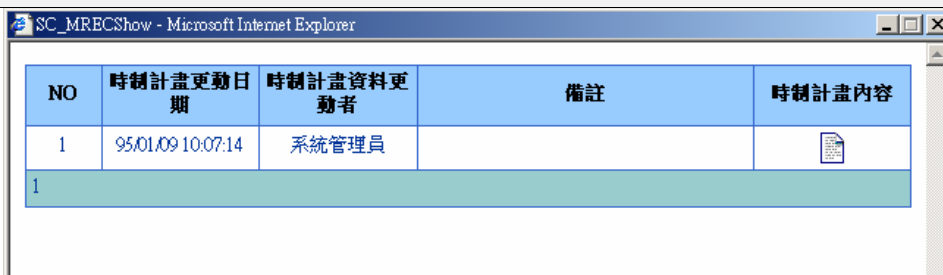 SC_MRECShow - Microsoft Internet Explorer
NO 時制計畫更動日期 時制計畫資料更動者 備註 時制計畫內容
1 95/01/09 10:07:14 系統管理員
1